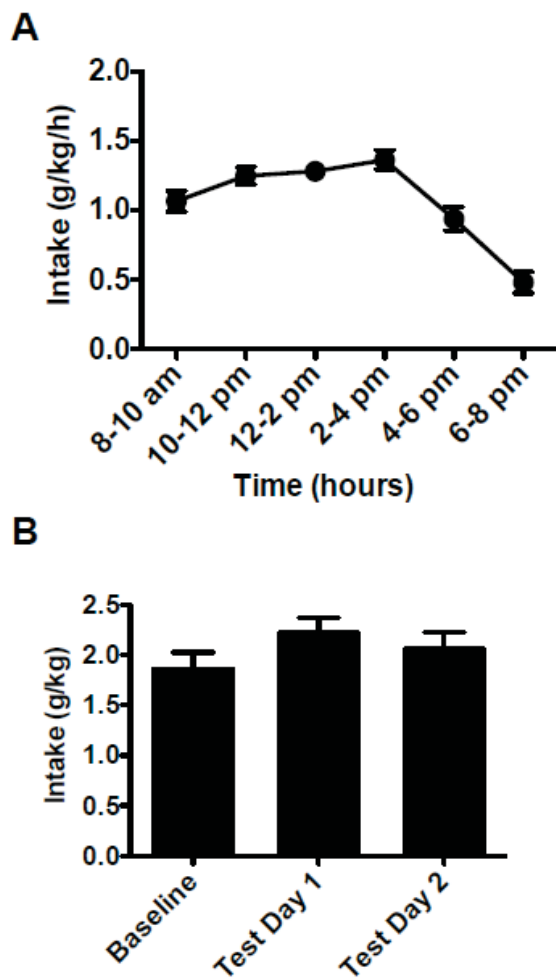 A
Intake (g/kg/h)
2.0
1.5
1.0
0.5
0.0
8-10 am
10-12 pm
12-2 pm
2-4 pm
4-6 pm
6-8 pm
Time (hours)
B
Intake (g/kg)
2.5
2.0
1.5
1.0
0.5
0.0
Baseline
Test Day 1
Test Day 2